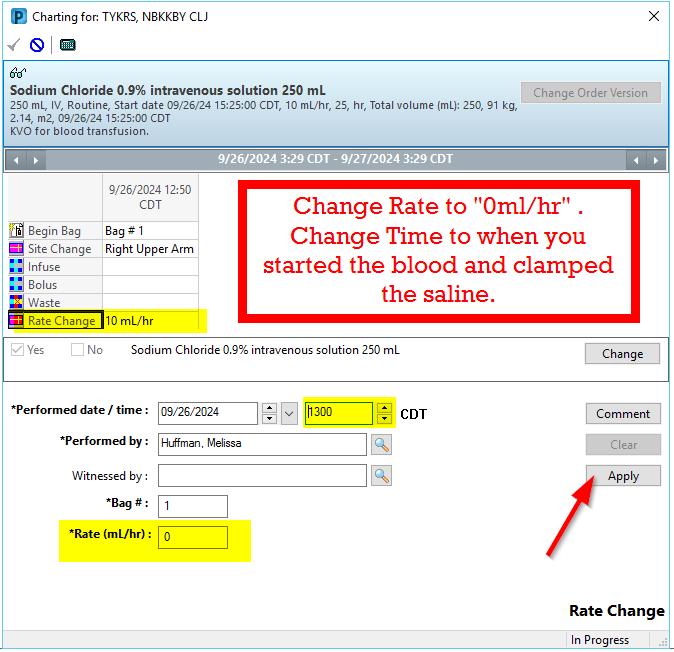 Charting for: TYKRS, NBKKBY CLJ
Sodium Chloride 0.9% intravenous solution 250 mL
250 mL, IV, Routine, Start date 09/26/24 15:25:00 CDT, 10 mL/hr, 25, hr, Total volume (mL): 250, 91 kg,
2.14, m2, 09/26/24 15:25:00 CDT
KVO for blood transfusion.
Change Order Version
9/26/2024 3:29 CDT - 9/27/2024 3:29 CDT
9/26/2024 12:50
CDT
Begin Bag Bag # 1
Site Change Right Upper Arm
Infuse
Bolus
Waste
Rate Change 10 mL/hr
Change Rate to "0ml/hr" .
Change Time to when you
started the blood and clamped
the saline.
Yes No Sodium Chloride 0.9% intravenous solution 250 mL Change
*Performed date / time : 09/26/2024 1300 CDT Comment
*Performed by : Huffman, Melissa Clear
Witnessed by : Apply
*Bag # : 1
*Rate (mL/hr) : 0
Rate Change
In Progress